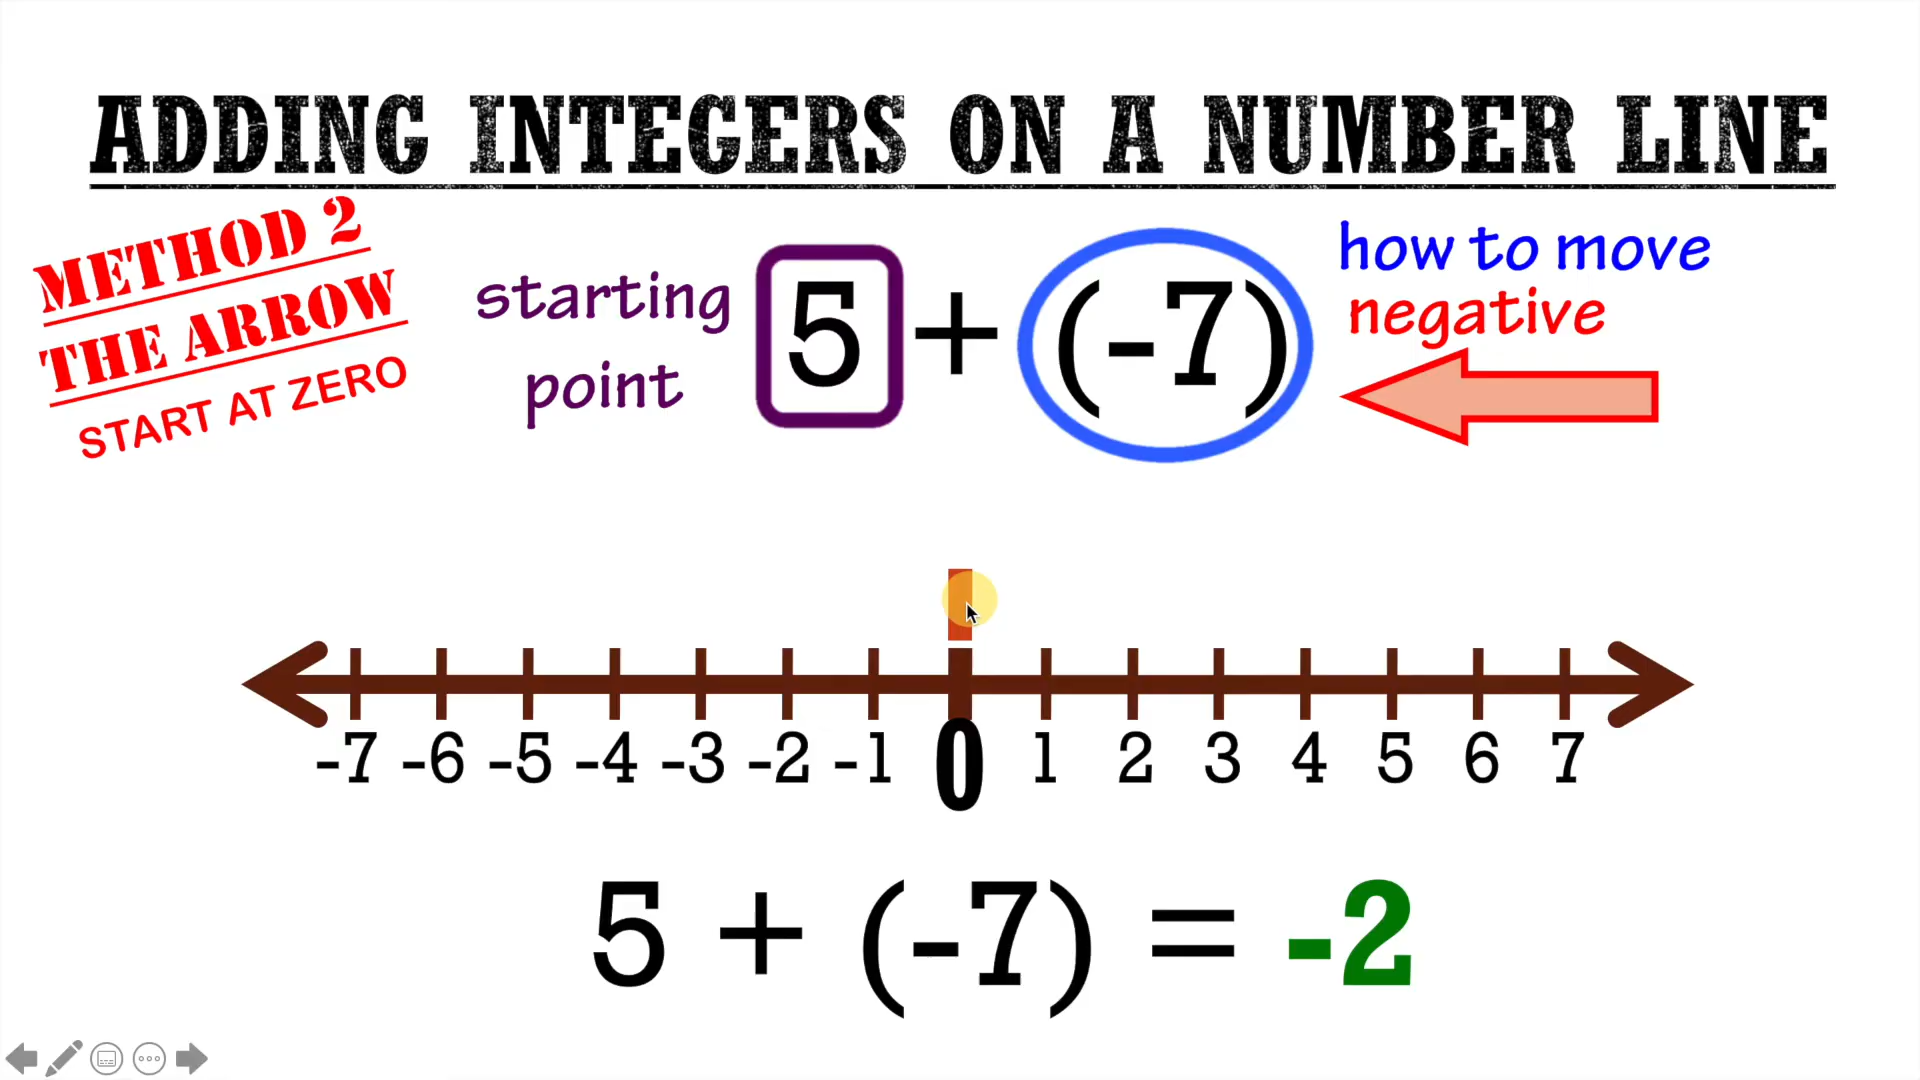 ADDING INTEGERS ON A NUMBER LINE
METHOD 2
THE ARROW
START AT ZERO
starting
point
5 + (-7)
how to move
negative
-7 -6 -5 -4 -3 -2 -1 0 1 2 3 4 5 6 7
5 + (-7) = -2